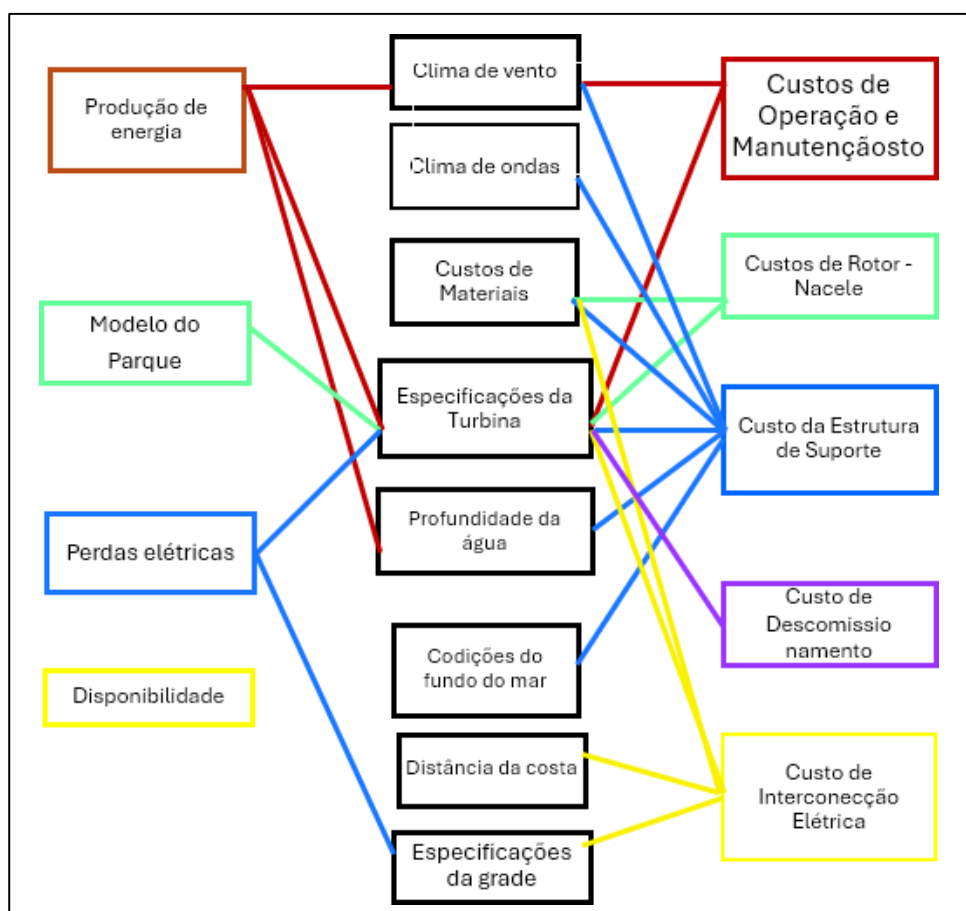 Produção de
energia
Modelo do
Parque
Perdas elétricas
Disponibilidade
Clima de vento
Clima de ondas
Custos de
Materiais
Especificações da
Turbina
Profundidade da
água
Codições do
fundo do mar
Distância da costa
Especificações
da grade
Custos de
Operação e
Manutençãosto
Custos de Rotor -
Nacele
Custo da Estrutura
de Suporte
Custo de
Descomissio
namento
Custo de
Interconecção
Elétrica